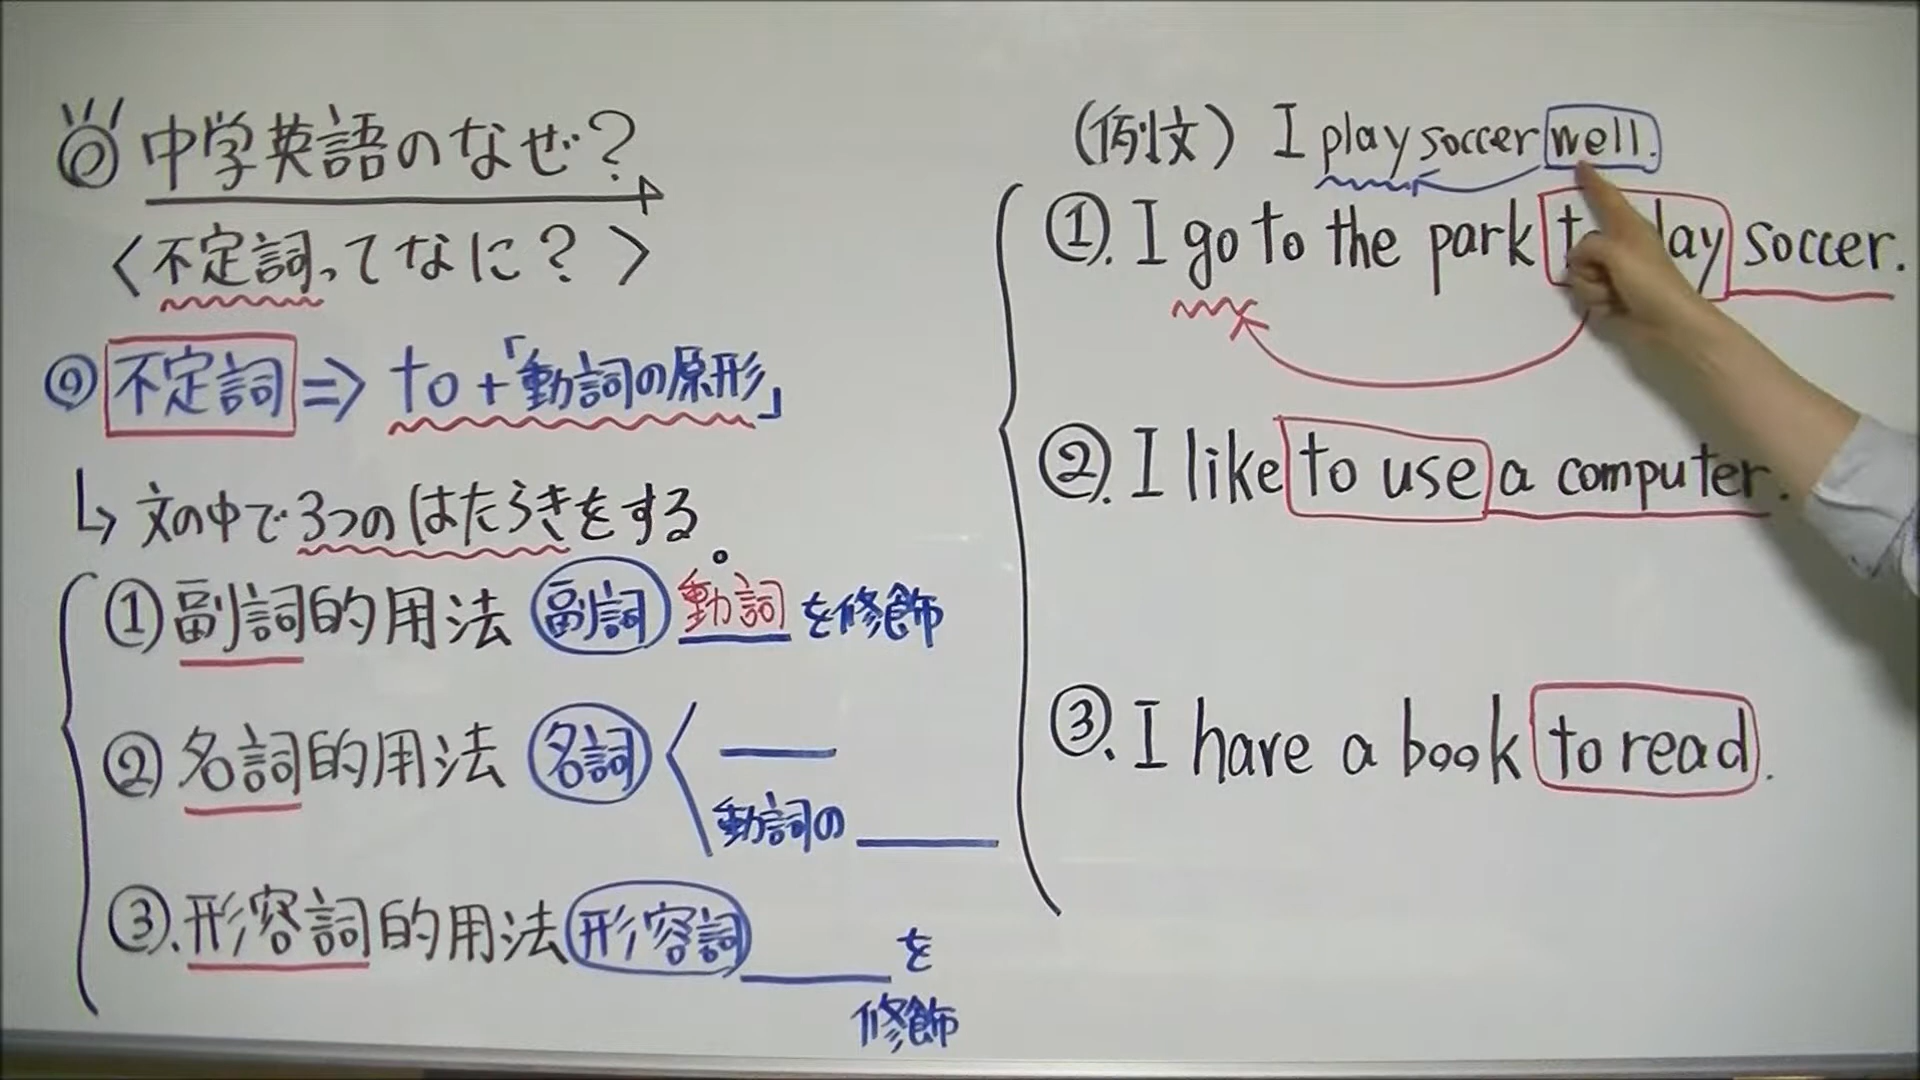 ◎中学英語のなぜ?
〈不定詞ってなに?〉
◎不定詞⇒to+「動詞の原形」
↳文の中で3つのはたらきをする。
①副詞的用法 副詞 動詞を修飾
②名詞的用法 名詞
動詞の
③.形容詞的用法 形容詞 を
修飾
(例文) I play soccer well.
①. I go to the park soccer.
②. I like to use a computer.
③. I have a book to read.